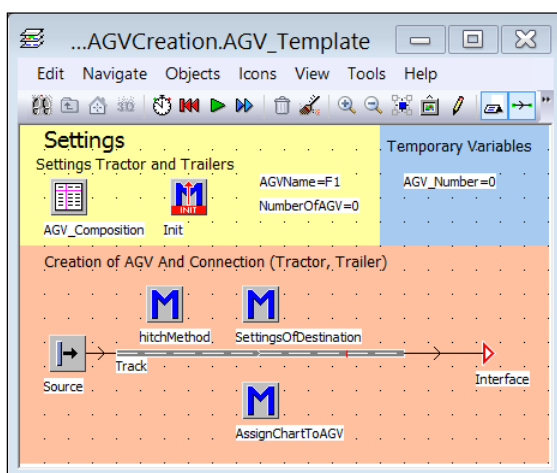 ...AGVCreation.AGV_Template
Edit Navigate Objects Icons View Tools Help
Settings
Settings Tractor and Trailers
Temporary Variables
AGVName=F1
AGV_Number=0
NumberOfAGV=0
INIT
AGV_Composition
Init
Creation of AGV And Connection (Tractor, Trailer)
M
M
hitchMethod
SettingsOfDestination
Track
Source
Interface
M
AssignChartToAGV